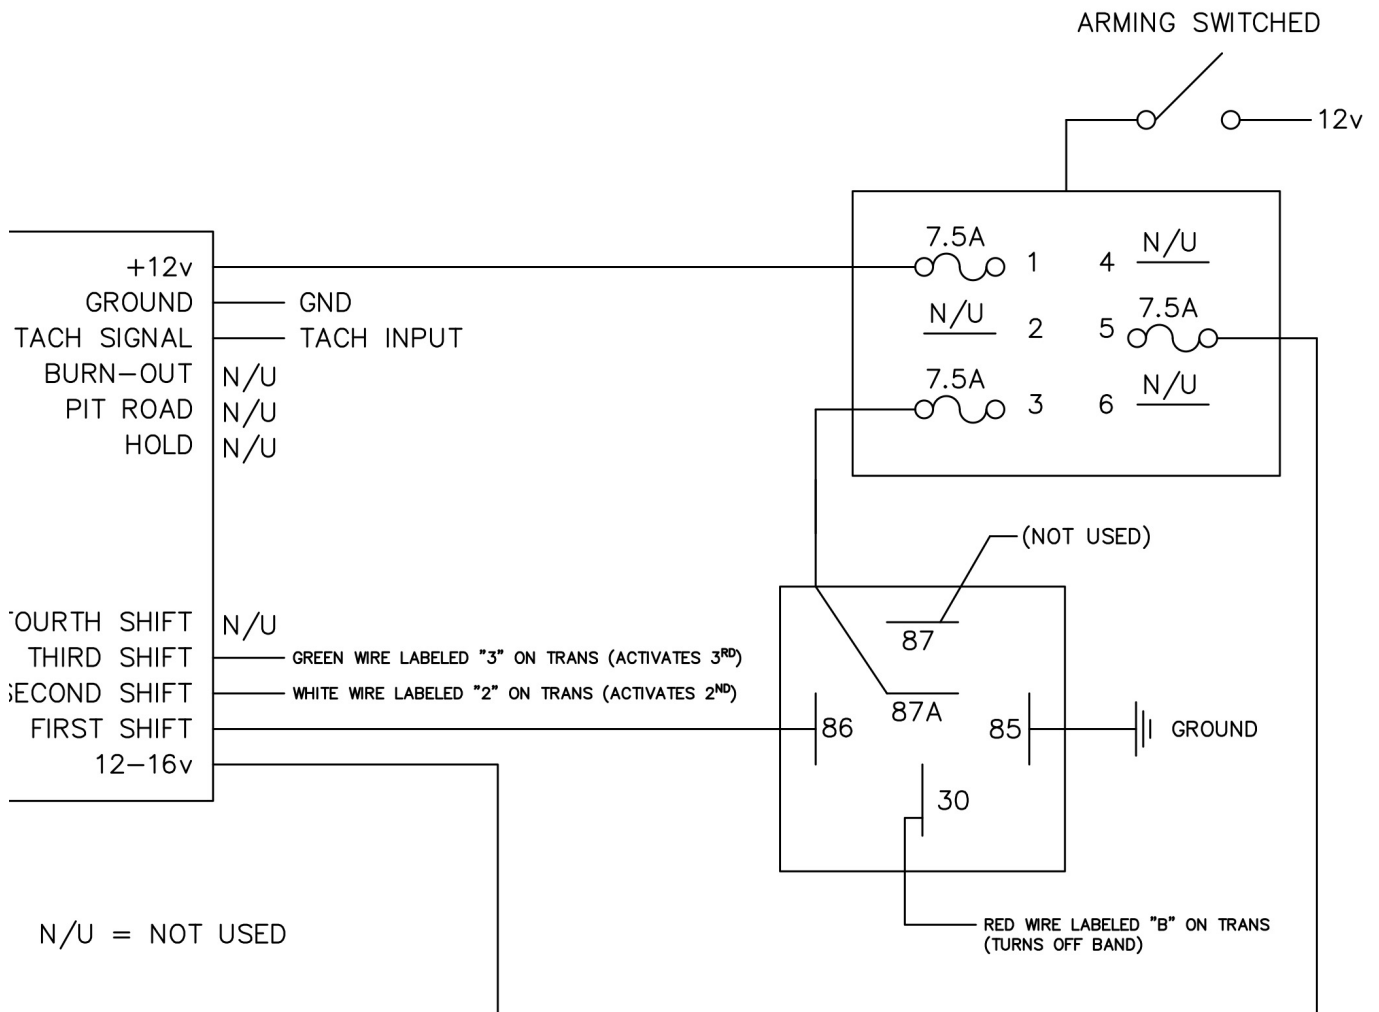 ARMING SWITCHED
12v
7.5A
1
4
N/U
N/U
2
5
7.5A
7.5A
3
6
N/U
+12v
GROUND
GND
TACH SIGNAL
TACH INPUT
BURN-OUT
N/U
PIT ROAD
N/U
HOLD
N/U
(NOT USED)
87
87A
86
85
GROUND
30
OURTH SHIFT
N/U
THIRD SHIFT
GREEN WIRE LABELED "3" ON TRANS (ACTIVATES 3RD)
SECOND SHIFT
WHITE WIRE LABELED "2" ON TRANS (ACTIVATES 2ND)
FIRST SHIFT
12-16v
RED WIRE LABELED "B" ON TRANS
(TURNS OFF BAND)
N/U = NOT USED